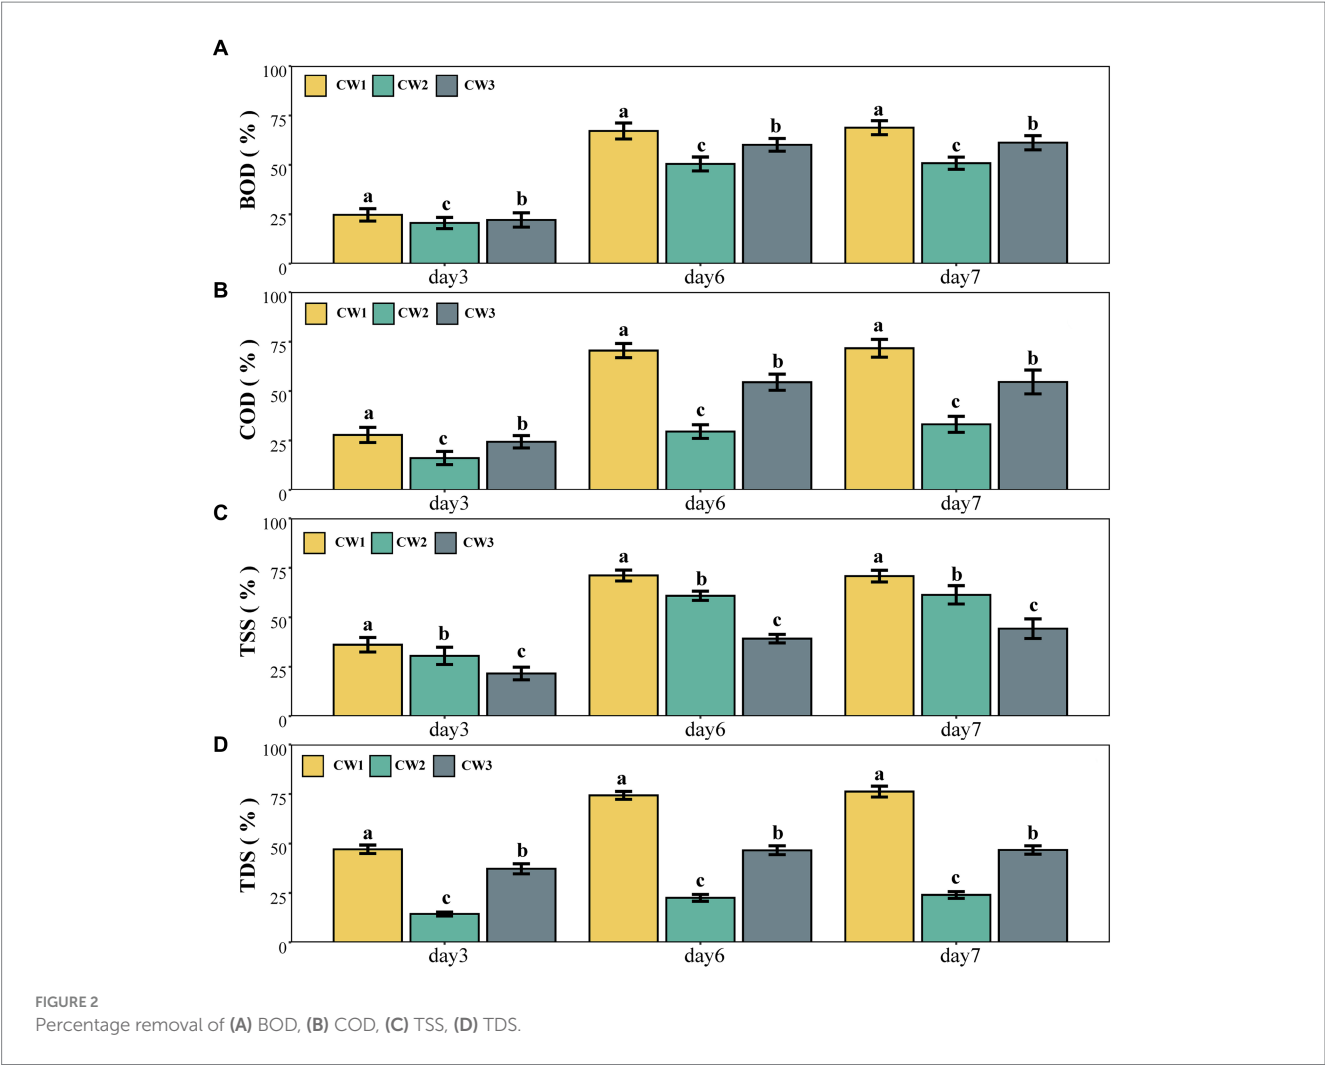 A
100
75
50
25
0
BOD ( % )
CW1 CW2 CW3
a c b
a c b
a c b
day3 day6 day7
B
100
75
50
25
0
COD ( % )
CW1 CW2 CW3
a c b
a c b
a c b
day3 day6 day7
C
100
75
50
25
0
TSS ( % )
CW1 CW2 CW3
a b c
a b c
a b c
day3 day6 day7
D
100
75
50
25
0
TDS ( % )
CW1 CW2 CW3
a c b
a c b
a c b
day3 day6 day7
FIGURE 2
Percentage removal of (A) BOD, (B) COD, (C) TSS, (D) TDS.